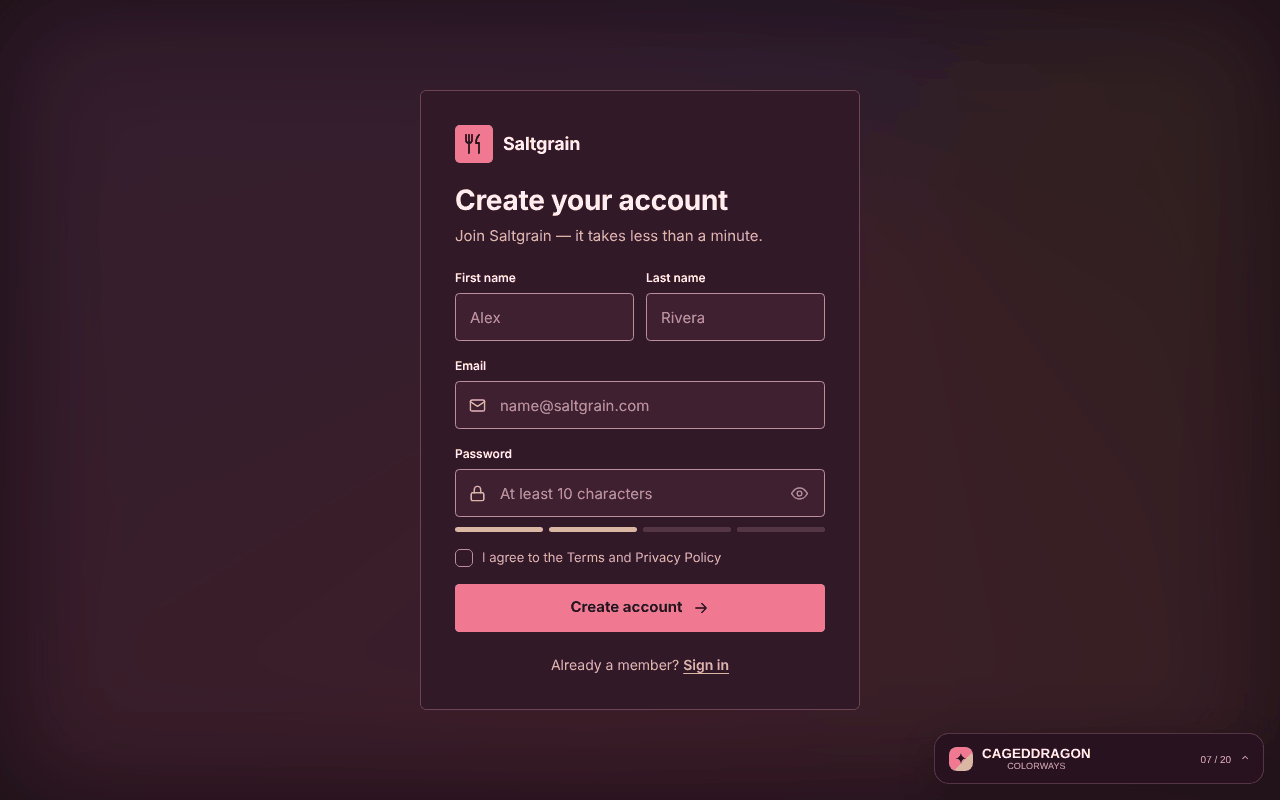 Saltgrain
Create your account
Join Saltgrain — it takes less than a minute.
First name
Last name
Alex
Rivera
Email
name@saltgrain.com
Password
At least 10 characters
I agree to the Terms and Privacy Policy
Create account →
Already a member? Sign in
CAGEDDRAGON
COLORWAYS
07 / 20